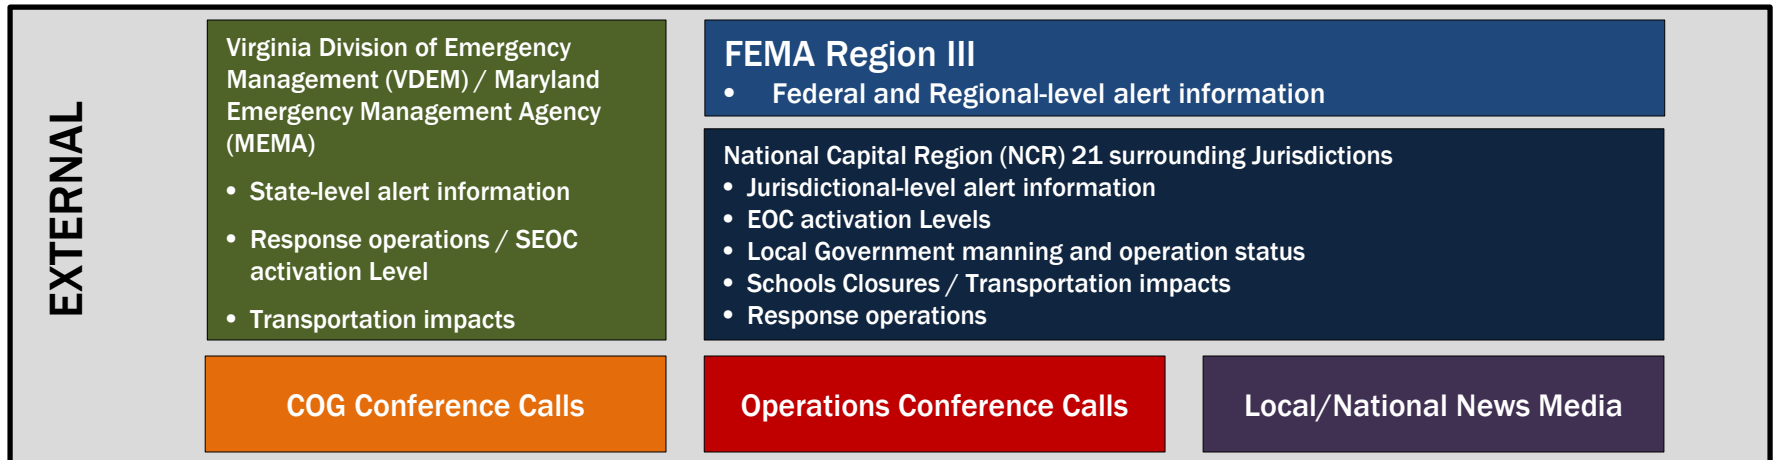 EXTERNAL
Virginia Division of Emergency
Management (VDEM) / Maryland
Emergency Management Agency
(MEMA)
• State-level alert information
• Response operations / SEOC
activation Level
• Transportation impacts
FEMA Region III
• Federal and Regional-level alert information
National Capital Region (NCR) 21 surrounding Jurisdictions
• Jurisdictional-level alert information
• EOC activation Levels
• Local Government manning and operation status
• Schools Closures / Transportation impacts
• Response operations
COG Conference Calls
Operations Conference Calls
Local/National News Media